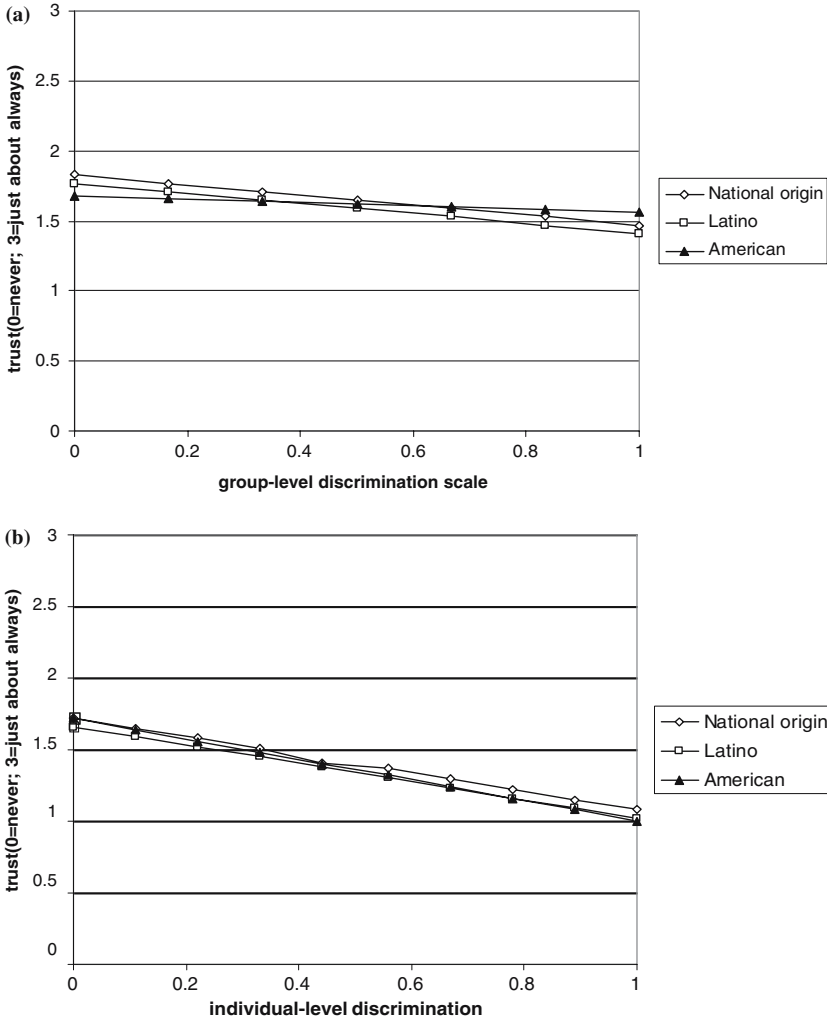 (a)
3
2.5
2
1.5
1
0.5
0
trust(0=never; 3=just about always)
0 0.2 0.4 0.6 0.8 1
group-level discrimination scale
National origin
Latino
American
(b)
3
2.5
2
1.5
1
0.5
0
trust(0=never; 3=just about always)
0 0.2 0.4 0.6 0.8 1
individual-level discrimination
National origin
Latino
American